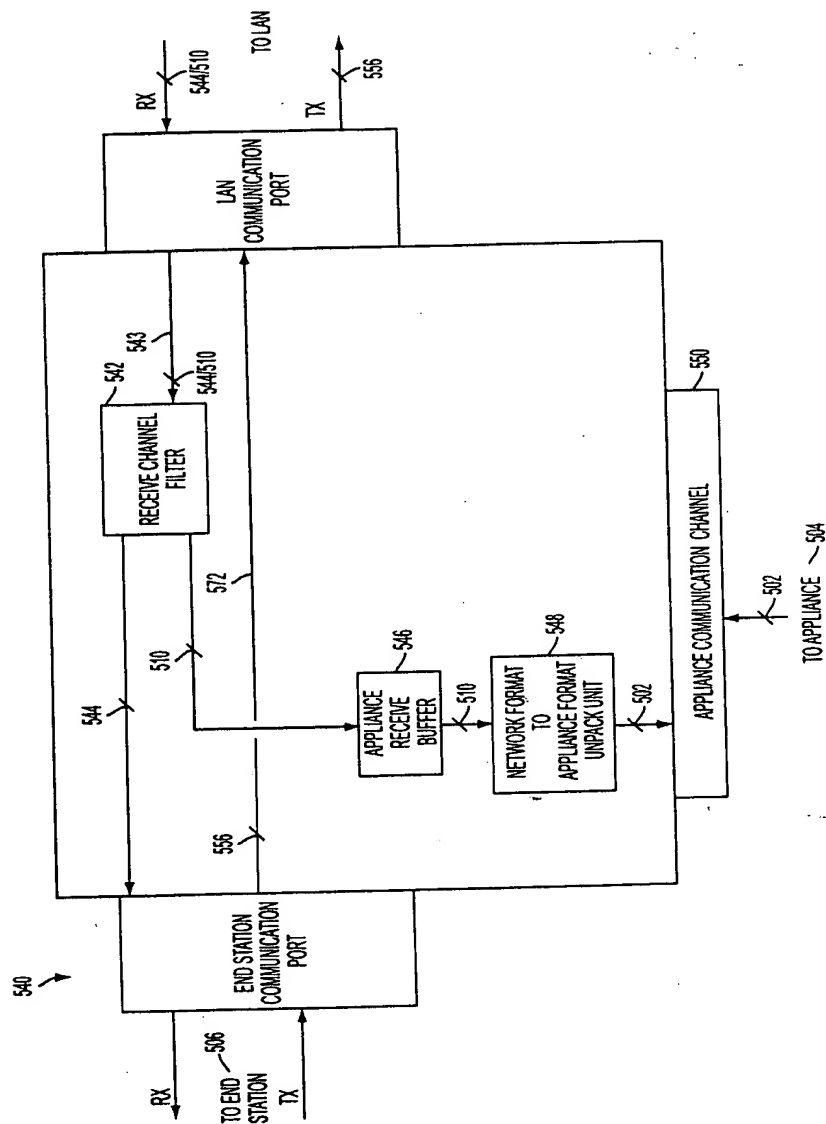 540
RX
TO END
STATION
506
TX
END STATION
COMMUNICATION
PORT
544
556
510
572
RECEIVE CHANNEL
FILTER
542
543
544/510
APPLIANCE
RECEIVE
BUFFER
546
510
NETWORK FORMAT
TO
APPLIANCE FORMAT
UNPACK UNIT
548
502
APPLIANCE COMMUNICATION CHANNEL
550
502
TO APPLIANCE
504
LAN
COMMUNICATION
PORT
RX
544/510
TX
556
TO LAN